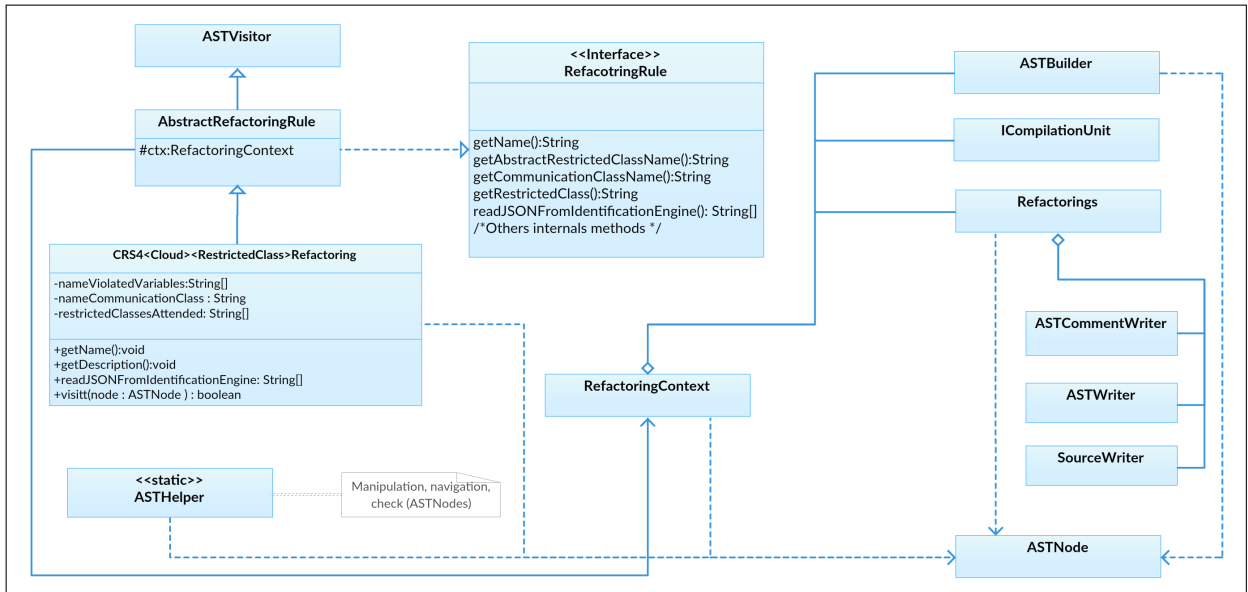 ASTVisitor
AbstractRefactoringRule
#ctx:RefactoringContext
<<Interface>>
RefacotringRule
getName():String
getAbstractRestrictedClassName():String
getCommunicationClassName():String
getRestrictedClass():String
readJSONFromIdentificationEngine(): String[]
/*Others internals methods */
CRS4<Cloud><RestrictedClass>Refactoring
-nameViolatedVariables:String[]
-nameCommunicationClass : String
-restrictedClassesAttended: String[]
+getName():void
+getDescription():void
+readJSONFromIdentificationEngine: String[]
+visitt(node : ASTNode ) : boolean
<<static>>
ASTHelper
Manipulation, navigation,
check (ASTNodes)
RefactoringContext
ASTBuilder
ICompilationUnit
Refactorings
ASTCommentWriter
ASTWriter
SourceWriter
ASTNode